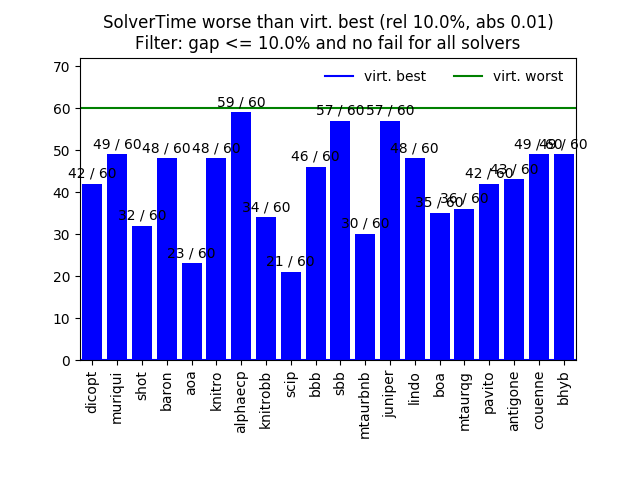 SolverTime worse than virt. best (rel 10.0%, abs 0.01)
Filter: gap <= 10.0% and no fail for all solvers
virt. best
virt. worst
70
60
50
40
30
20
10
0
42 / 60
49 / 60
32 / 60
48 / 60
23 / 60
48 / 60
59 / 60
34 / 60
21 / 60
46 / 60
57 / 60
30 / 60
57 / 60
48 / 60
35 / 60
36 / 60
42 / 60
43 / 60
49 / 60
49 / 60
dicopt
muriqui
shot
baron
aoa
knitro
alphaecp
knitrobb
scip
bbb
sbb
mtaurbnb
juniper
lindo
boa
mtaurqg
pavito
antigone
couenne
bhyb